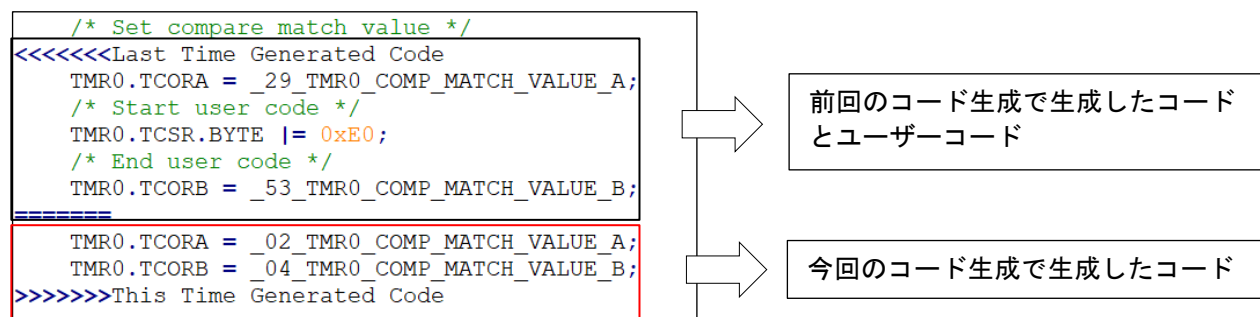 /* Set compare match value */
<<<<<<<Last Time Generated Code
TMR0.TCORA = _29_TMR0_COMP_MATCH_VALUE_A;
/* Start user code */
TMR0.TCSR.BYTE |= 0xE0;
/* End user code */
TMR0.TCORB = _53_TMR0_COMP_MATCH_VALUE_B;
=======
TMR0.TCORA = _02_TMR0_COMP_MATCH_VALUE_A;
TMR0.TCORB = _04_TMR0_COMP_MATCH_VALUE_B;
>>>>>>>This Time Generated Code
前回のコード生成で生成したコード
とユーザーコード
今回のコード生成で生成したコード